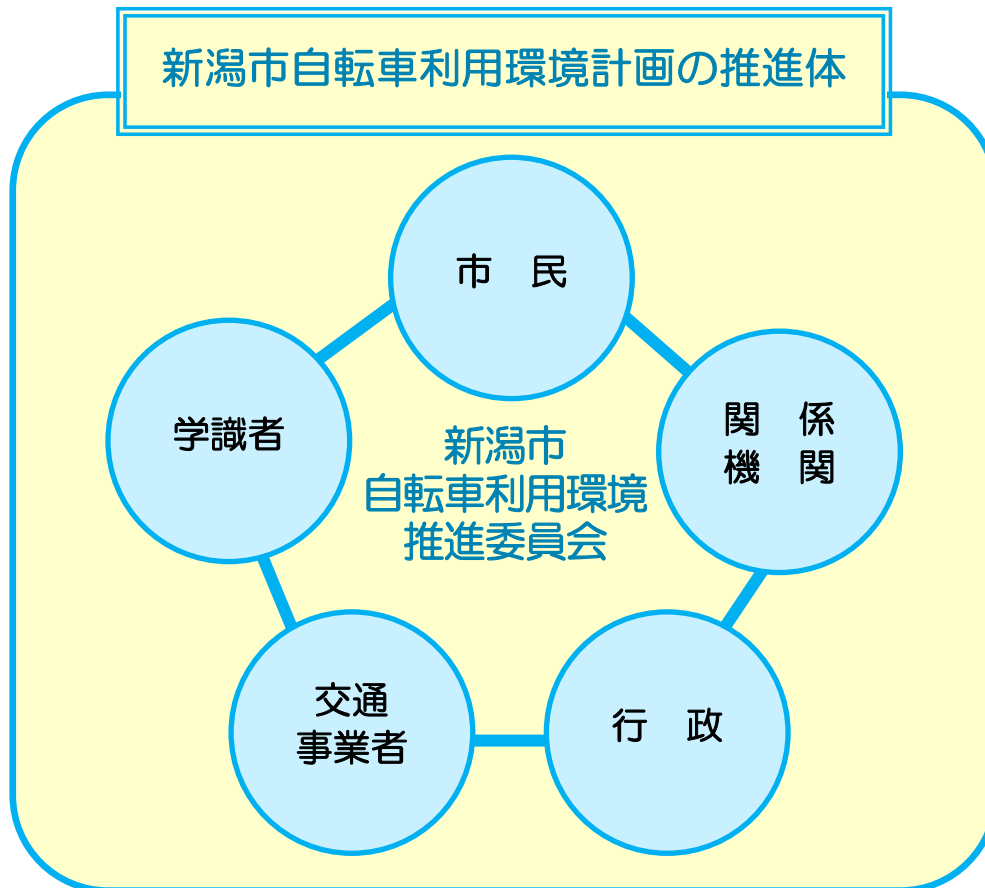 新潟市自転車利用環境計画の推進体
市　民
学識者
関　係
機　関
新潟市
自転車利用環境
推進委員会
交通
事業者
行　政